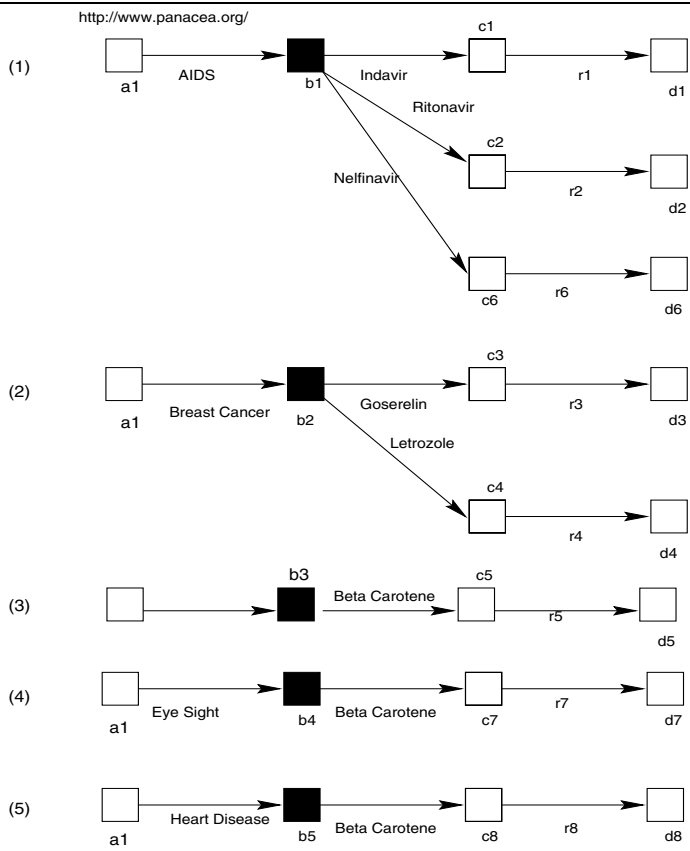 http://www.panacea.org/
c1
(1)
a1
AIDS
b1
Indavir
r1
d1
Ritonavir
c2
Nelfinavir
r2
d2
c6
r6
d6
c3
(2)
a1
Breast Cancer
b2
Goserelin
r3
d3
Letrozole
c4
r4
d4
b3
Beta Carotene
c5
(3)
r5
d5
(4)
a1
Eye Sight
b4
Beta Carotene
c7
r7
d7
(5)
a1
Heart Disease
b5
Beta Carotene
c8
r8
d8